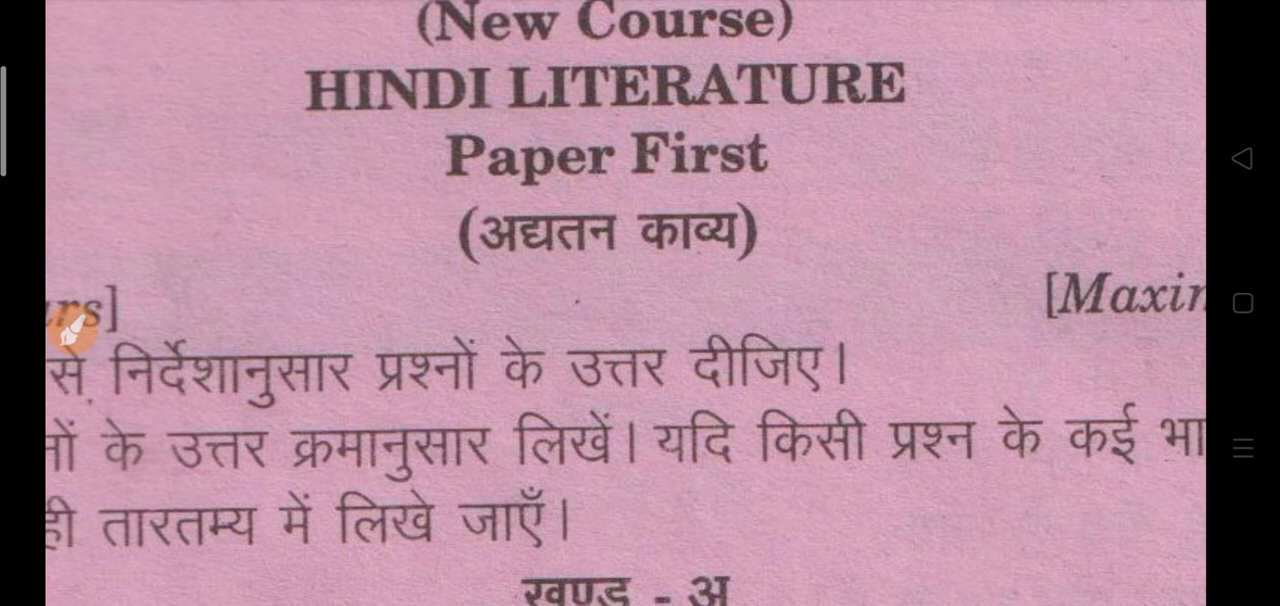 (New Course)
HINDI LITERATURE
Paper First
(अद्यतन काव्य)
[Maxin
से निर्देशानुसार प्रश्नों के उत्तर दीजिए।
के उत्तर क्रमानुसार लिखें। यदि किसी प्रश्न के कई भा
ही तारतम्य में लिखे जाएँ।
खण्ड - अ